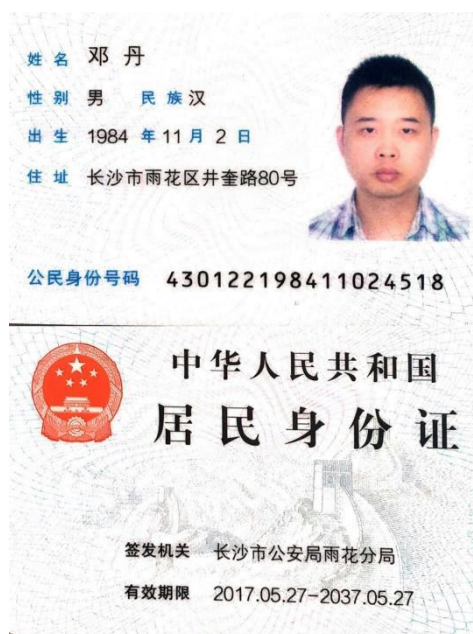 姓名 邓丹
性别 男 民族 汉
出生 1984 年 11 月 2 日
住址 长沙市雨花区井奎路80号
公民身份号码 430122198411024518
中华人民共和国
居民身份证
签发机关 长沙市公安局雨花分局
有效期限 2017.05.27-2037.05.27